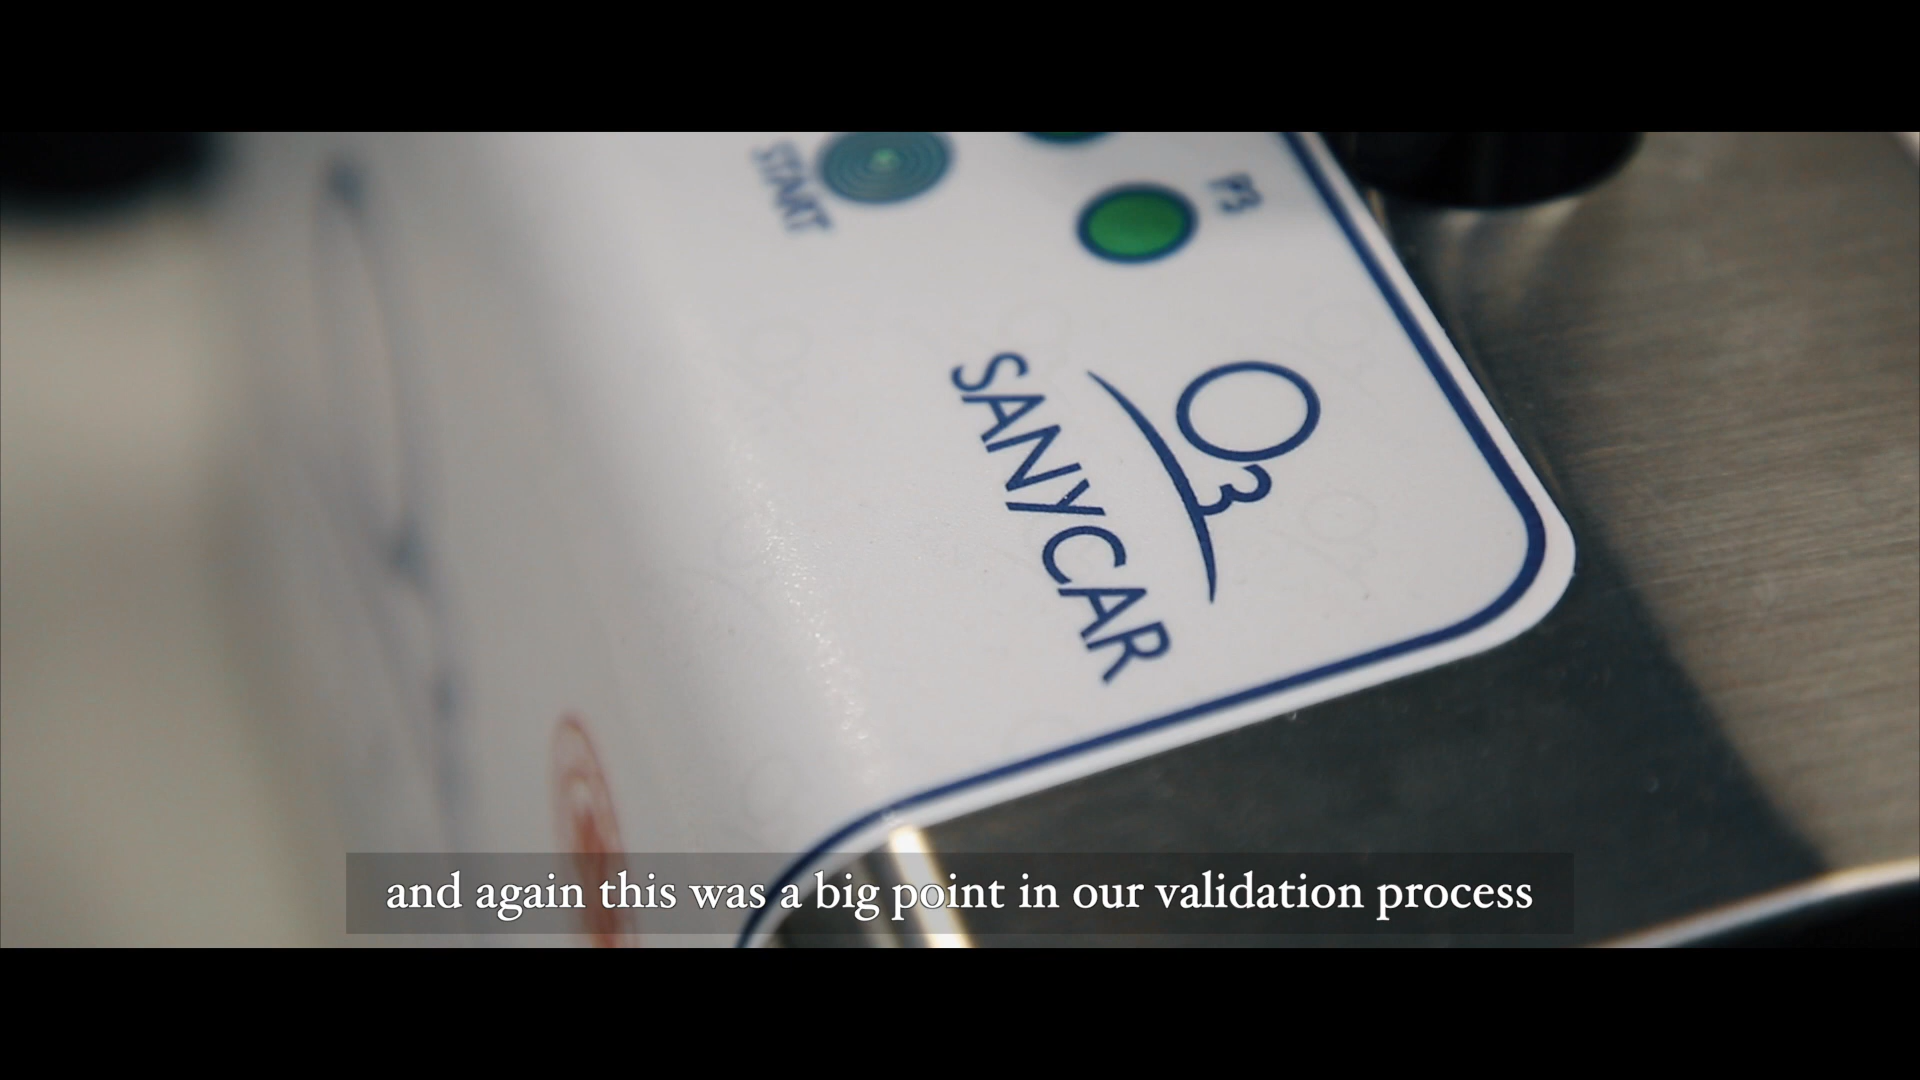 START
P3
O3
SANYCAR
and again this was a big point in our validation process